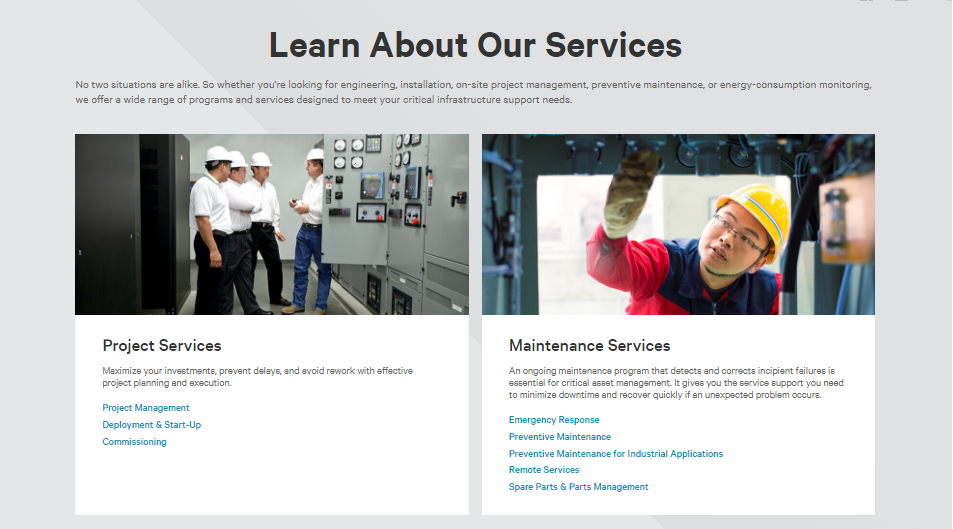 Learn About Our Services
No two situations are alike. So whether you're looking for engineering, installation, on-site project management, preventive maintenance, or energy-consumption monitoring,
we offer a wide range of programs and services designed to meet your critical infrastructure support needs.
Project Services
Maximize your investments, prevent delays, and avoid rework with effective
project planning and execution.
Project Management
Deployment & Start-Up
Commissioning
Maintenance Services
An ongoing maintenance program that detects and corrects incipient failures is
essential for critical asset management. It gives you the service support you need
to minimize downtime and recover quickly if an unexpected problem occurs.
Emergency Response
Preventive Maintenance
Preventive Maintenance for Industrial Applications
Remote Services
Spare Parts & Parts Management